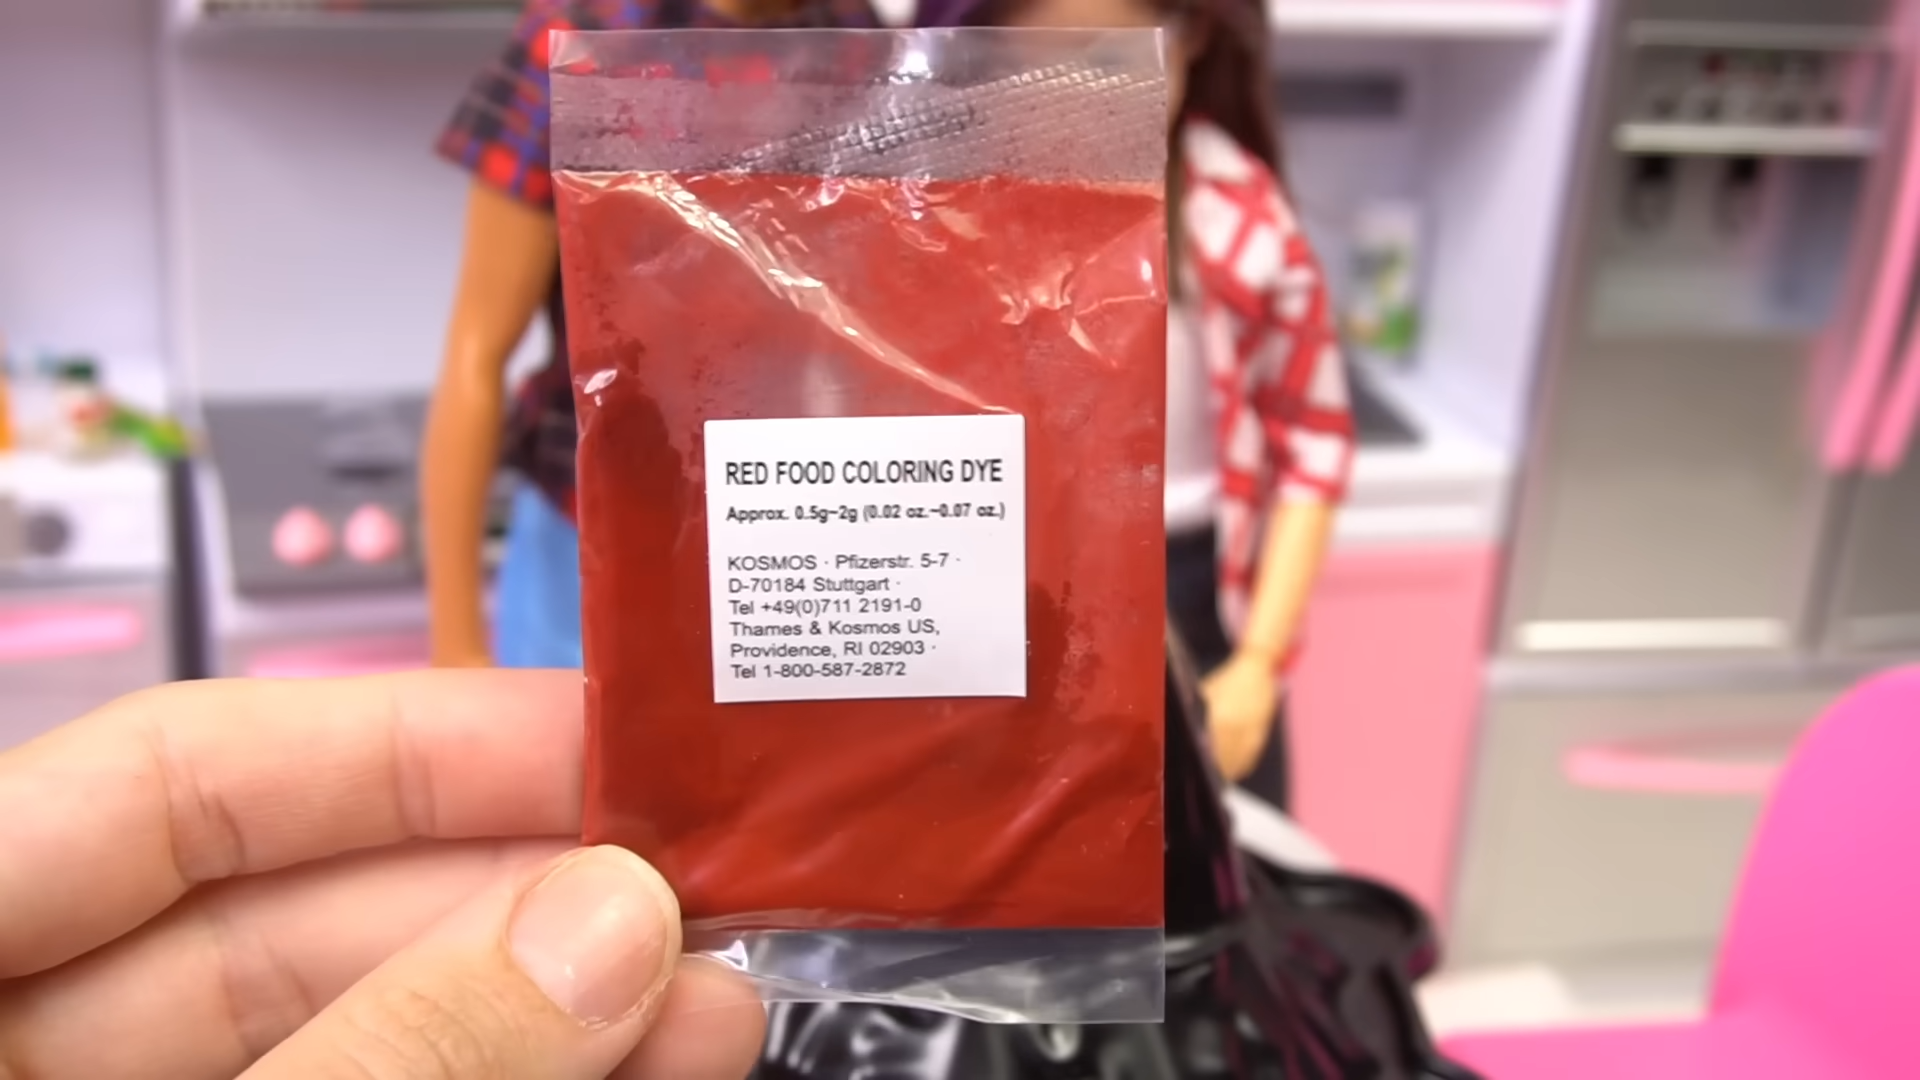 RED FOOD COLORING DYE
Approx. 0.5g~2g (0.02 oz.~0.07 oz.)
KOSMOS · Pfizerstr. 5-7 ·
D-70184 Stuttgart ·
Tel +49(0)711 2191-0
Thames & Kosmos US,
Providence, RI 02903 ·
Tel 1-800-587-2872